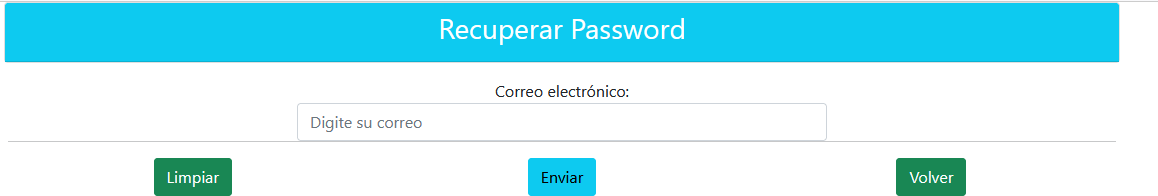 Recuperar Password
Correo electrónico:
Digite su correo
Limpiar Enviar Volver